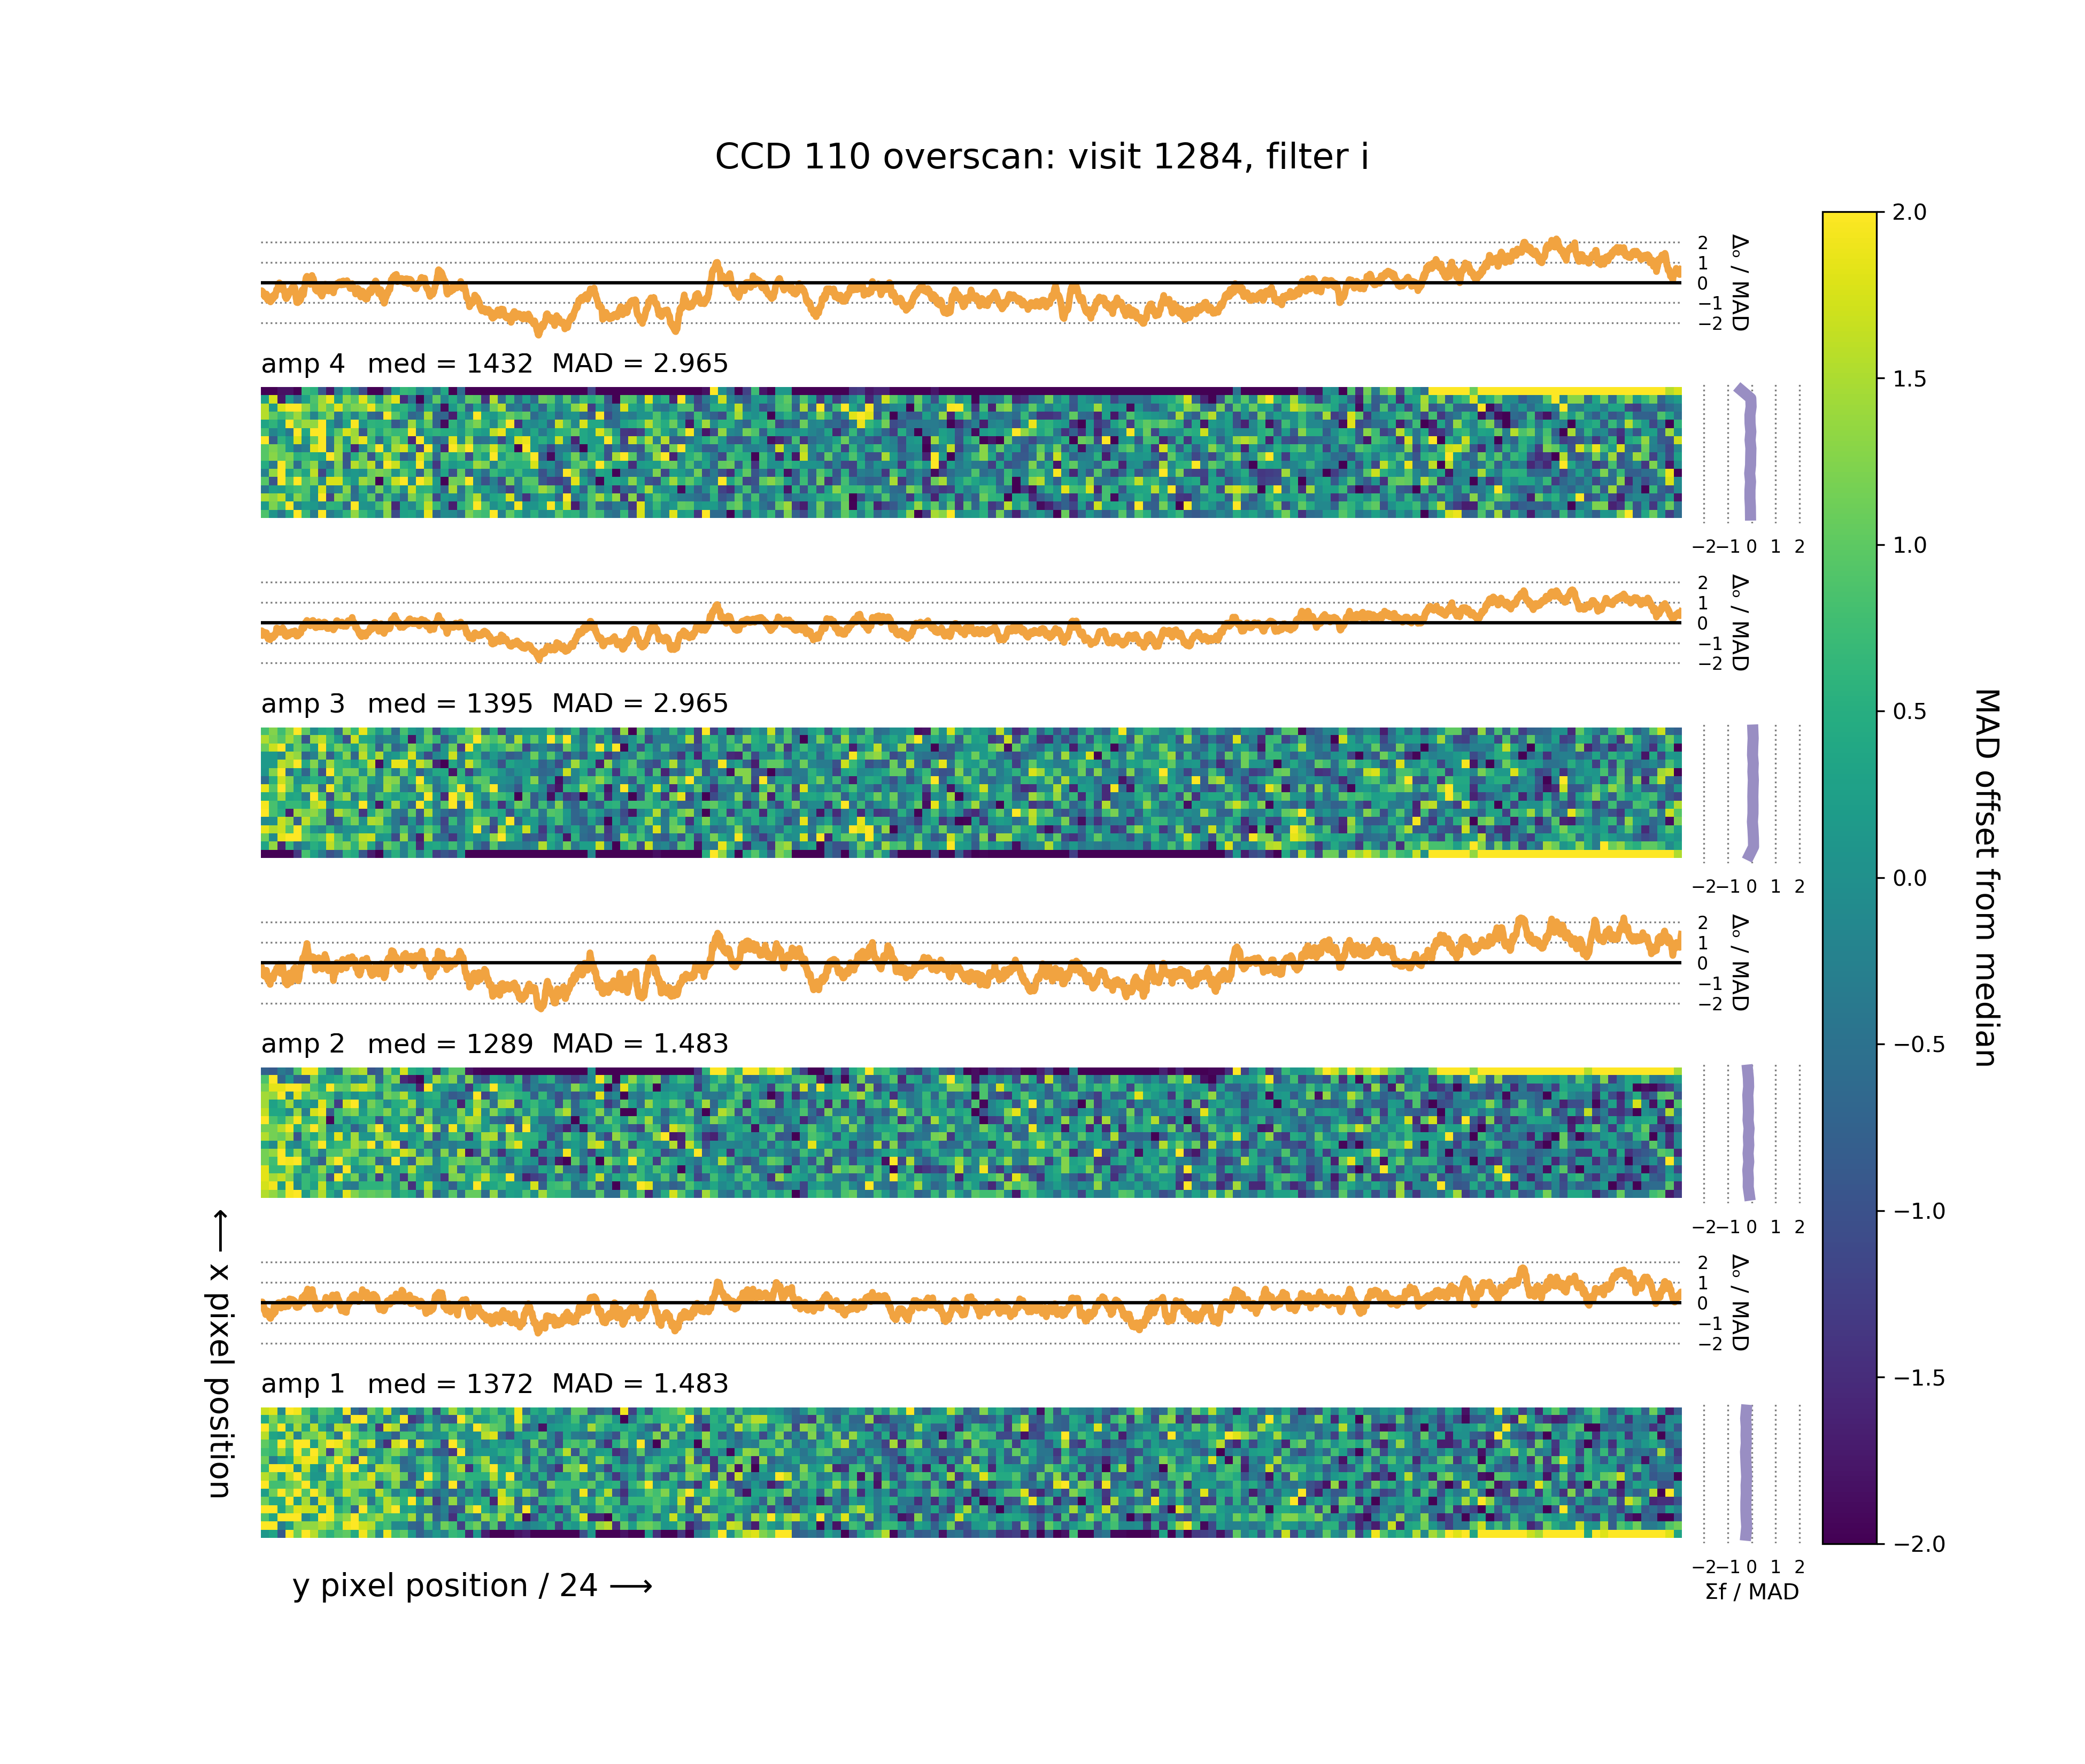 CCD 110 overscan: visit 1284, filter i
2
1
0
−1
−2
Δₒ / MAD
amp 4 med = 1432 MAD = 2.965
−2−1 0 1 2
2
1
0
−1
−2
Δₒ / MAD
amp 3 med = 1395 MAD = 2.965
−2−1 0 1 2
2
1
0
−1
−2
Δₒ / MAD
amp 2 med = 1289 MAD = 1.483
−2−1 0 1 2
2
1
0
−1
−2
Δₒ / MAD
amp 1 med = 1372 MAD = 1.483
−2−1 0 1 2
Σf / MAD
⟵ x pixel position
y pixel position / 24 ⟶
2.0
1.5
1.0
0.5
0.0
−0.5
−1.0
−1.5
−2.0
MAD offset from median